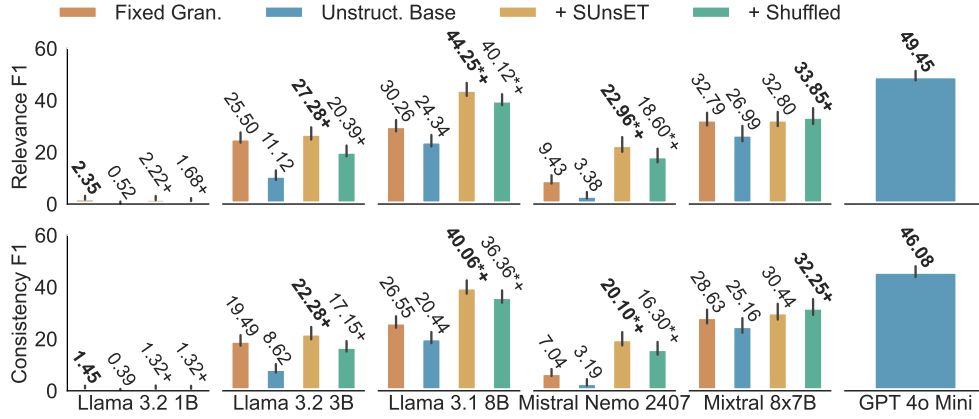 Fixed Gran. Unstruct. Base + SUnsET + Shuffled
Relevance F1
60
40
20
0
2.35 0.52 2.22+ 1.68+
25.50 11.12 27.28+ 20.39+
30.26 24.34 44.25*+ 40.12*+
9.43 3.38 22.96*+ 18.60*+
32.79 26.99 32.80 33.85+
49.45
Consistency F1
60
40
20
0
1.45 0.39 1.32+ 1.32+
19.49 8.62 22.28+ 17.15+
26.55 20.44 40.06*+ 36.36*+
7.04 3.19 20.10*+ 16.30*+
28.63 25.16 30.44 32.25+
46.08
Llama 3.2 1B Llama 3.2 3B Llama 3.1 8B Mistral Nemo 2407 Mixtral 8x7B GPT 4o Mini